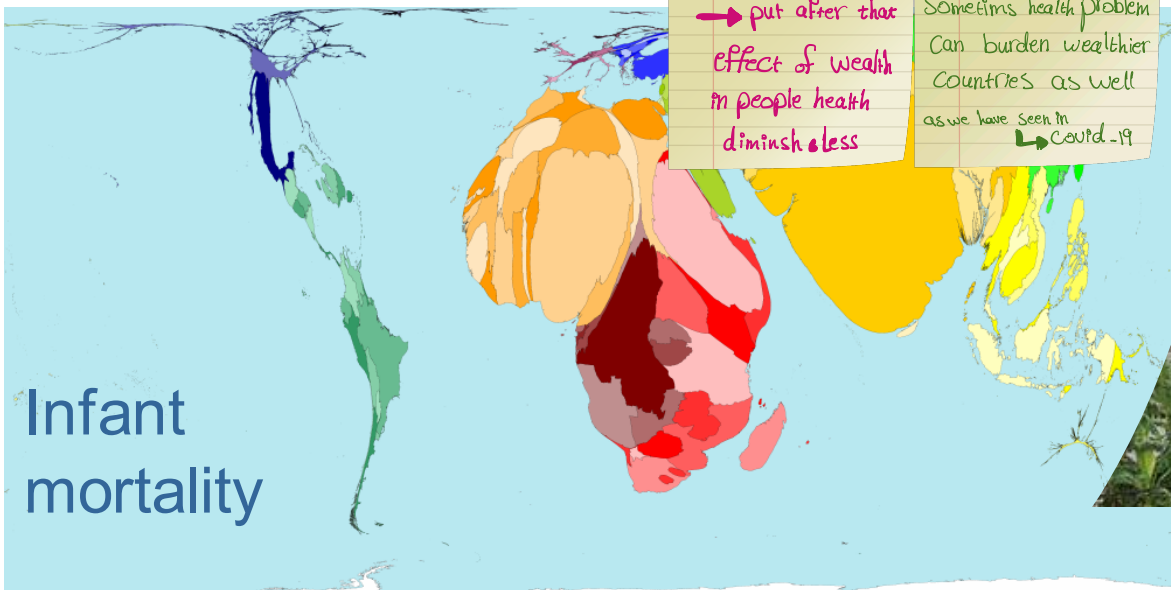 put after that
effect of wealth
in people health
diminsh less
Sometims health problem
Can burden wealthier
Countries as well
as we have seen in
Covid-19
Infant
mortality